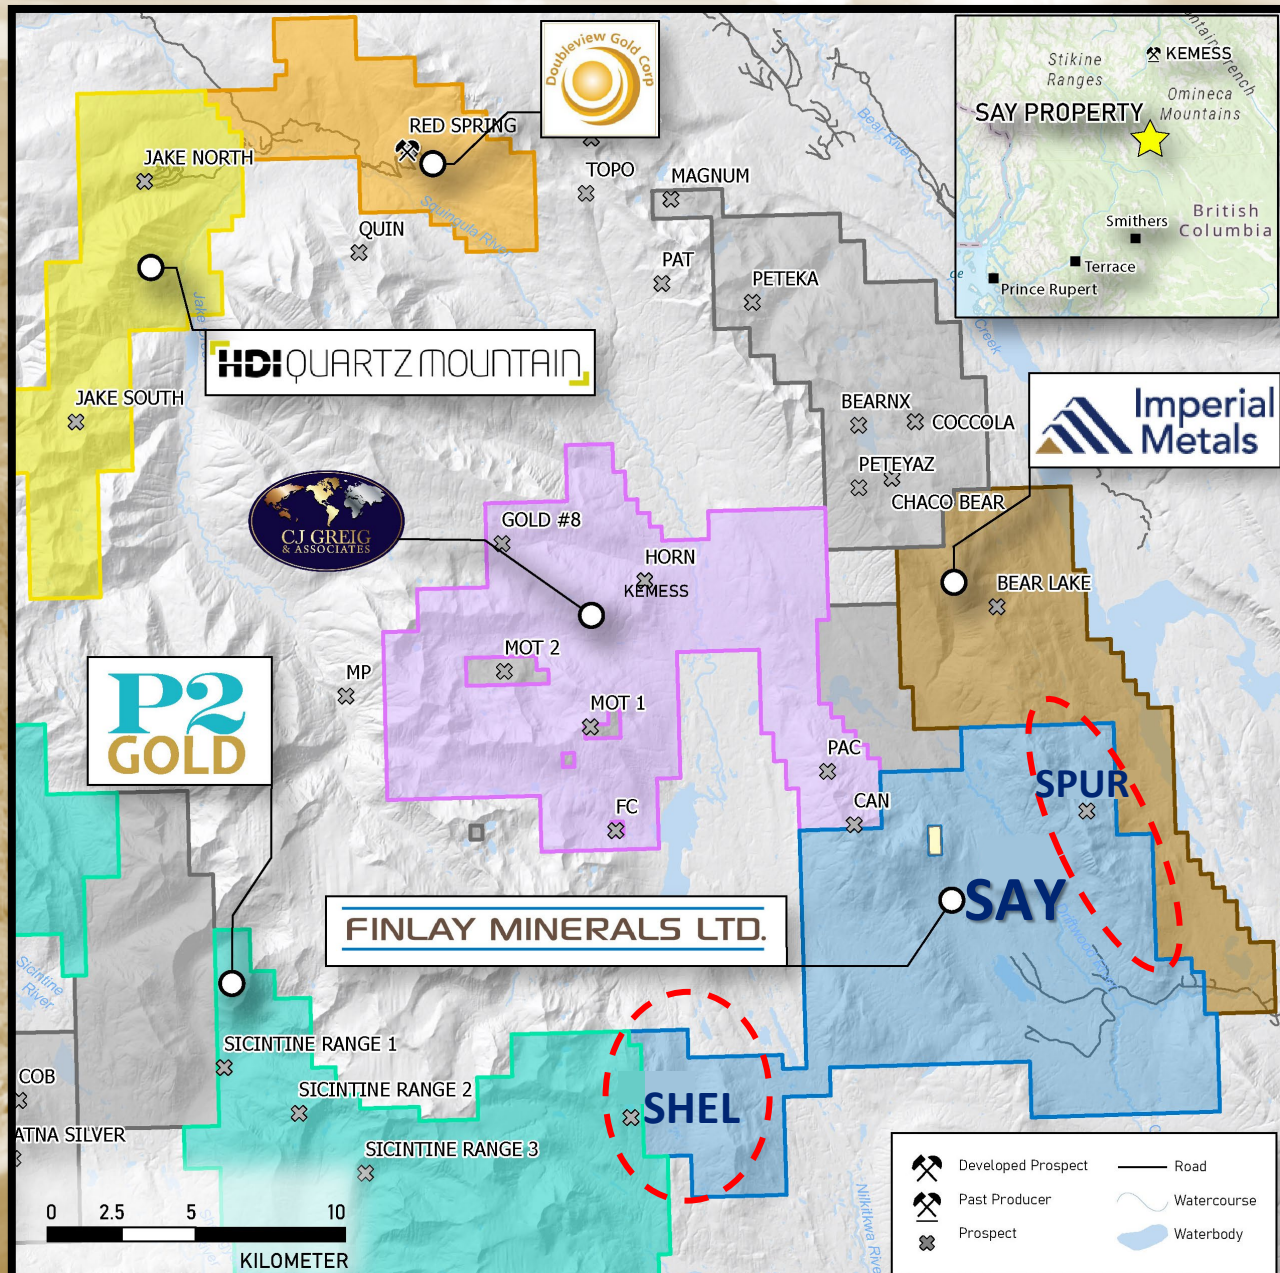 Doubleview Gold Corp
Stikine
Ranges
KEMESS
Omineca
Mountains
SAY PROPERTY
Smithers
British
Columbia
Terrace
Prince Rupert
Bear River
RED SPRING
JAKE NORTH
TOPO
MAGNUM
Squingula River
QUIN
PAT
PETEKA
Creek
HDI QUARTZ MOUNTAIN
Imperial
Metals
JAKE SOUTH
BEARNX
COCCOLA
PETEYAZ
CHACO BEAR
CJ GREIG
& ASSOCIATES
GOLD #8
HORN
KEMESS
BEAR LAKE
MOT 2
MP
MOT 1
P2
GOLD
PAC
SPUR
CAN
FC
SAY
FINLAY MINERALS LTD.
Sicintine
River
SICINTINE RANGE 1
COB
SICINTINE RANGE 2
SHEL
ATNA SILVER
SICINTINE RANGE 3
Nilkitkwa River
0 2.5 5 10
KILOMETER
Developed Prospect
Road
Past Producer
Watercourse
Prospect
Waterbody